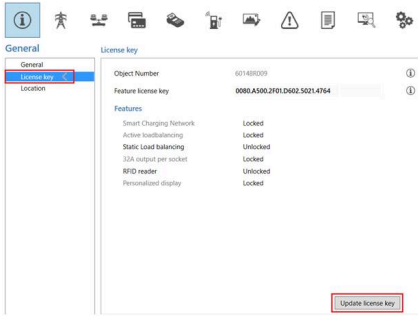 General
License key
General
License key
Location
Object Number 60148R009
Feature license key 0080.A500.2F01.D602.5021.4764
Features
Smart Charging Network Locked
Active loadbalancing Locked
Static Load balancing Unlocked
32A output per socket Locked
RFID reader Unlocked
Personalized display Locked
Update license key